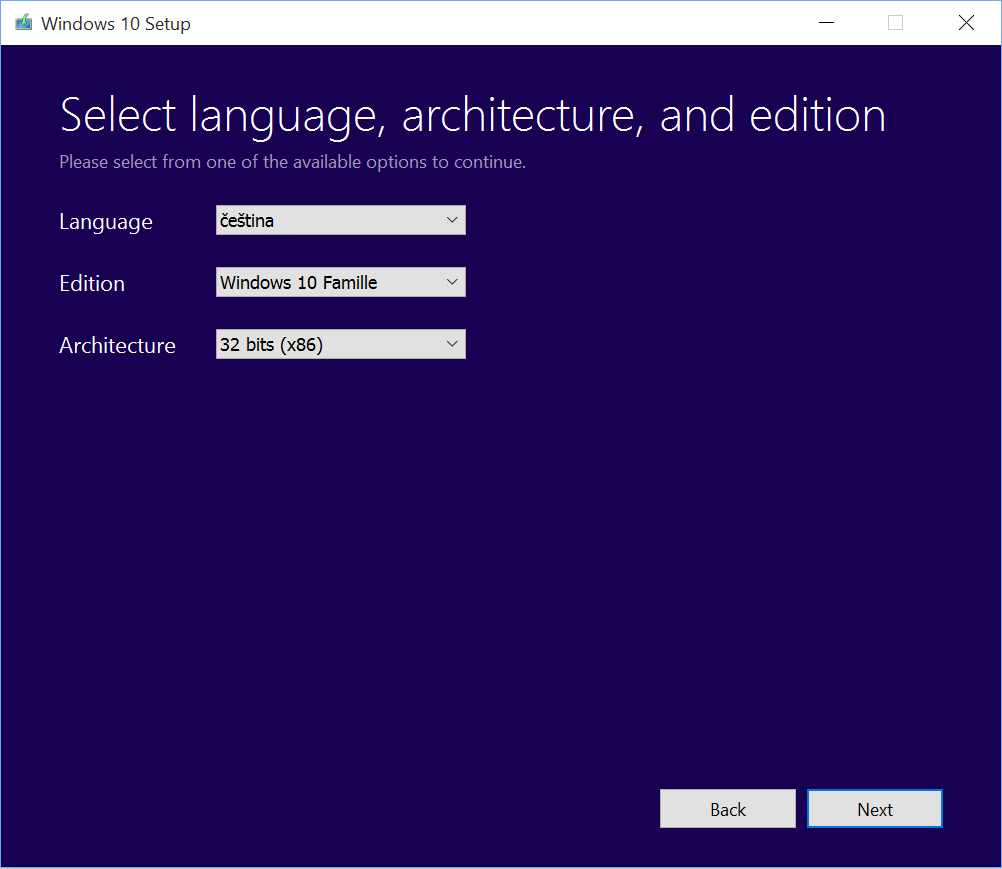 Windows 10 Setup
Select language, architecture, and edition
Please select from one of the available options to continue.
Language čeština
Edition Windows 10 Famille
Architecture 32 bits (x86)
Back Next